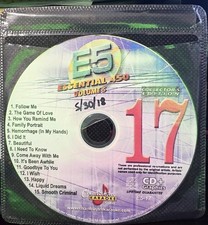 E5
ESSENTIAL 450
VOLUME 5
5/30/18
17
1. Follow Me
2. The Game Of Love
3. How You Remind Me
4. Family Portrait
5. Hemorrhage (In My Hands)
6. I Did It
7. Beautiful
8. I Need To Know
9. Come Away With Me
10. It's Been Awhile
11. Goodbye To You
12. I Wish
13. Happy
14. Liquid Dreams
15. Smooth Criminal
CD+
KARAOKE